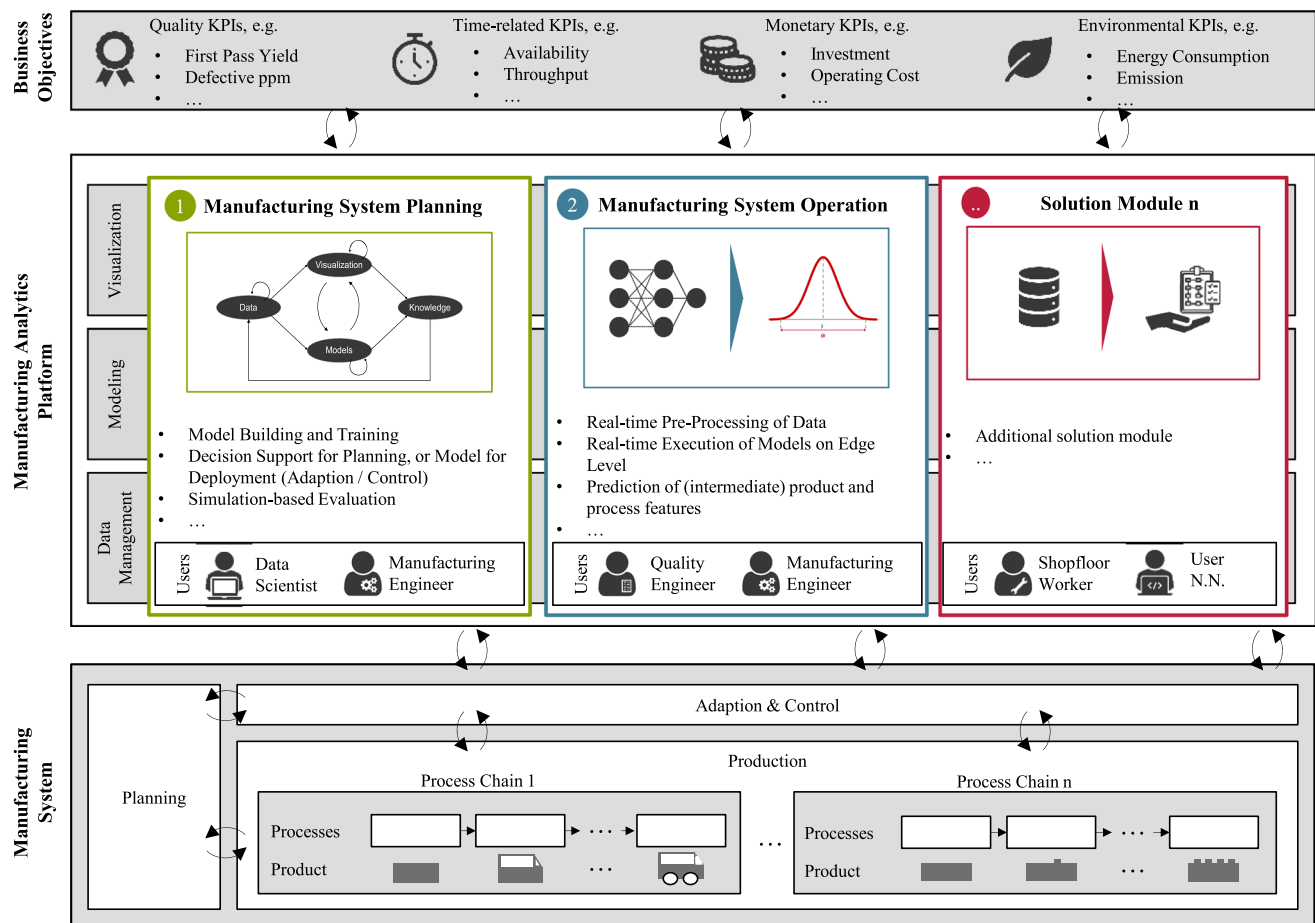 Business
Objectives
Quality KPIs, e.g.
• First Pass Yield
• Defective ppm
• …
Time-related KPIs, e.g.
• Availability
• Throughput
• …
Monetary KPIs, e.g.
• Investment
• Operating Cost
• …
Environmental KPIs, e.g.
• Energy Consumption
• Emission
• …
Manufacturing Analytics
Platform
Visualization
Modeling
Data
Management
1 Manufacturing System Planning
Visualization
Data
Knowledge
Models
• Model Building and Training
• Decision Support for Planning, or Model for
Deployment (Adaption / Control)
• Simulation-based Evaluation
• …
Users
Data
Scientist
Manufacturing
Engineer
2 Manufacturing System Operation
• Real-time Pre-Processing of Data
• Real-time Execution of Models on Edge
Level
• Prediction of (intermediate) product and
process features
• …
Users
Quality
Engineer
Manufacturing
Engineer
.. Solution Module n
• Additional solution module
• …
Users
Shopfloor
Worker
</>
User
N.N.
Manufacturing
System
Planning
Adaption & Control
Production
Process Chain 1
Processes
…
Product
…
…
Process Chain n
Processes
…
Product
…